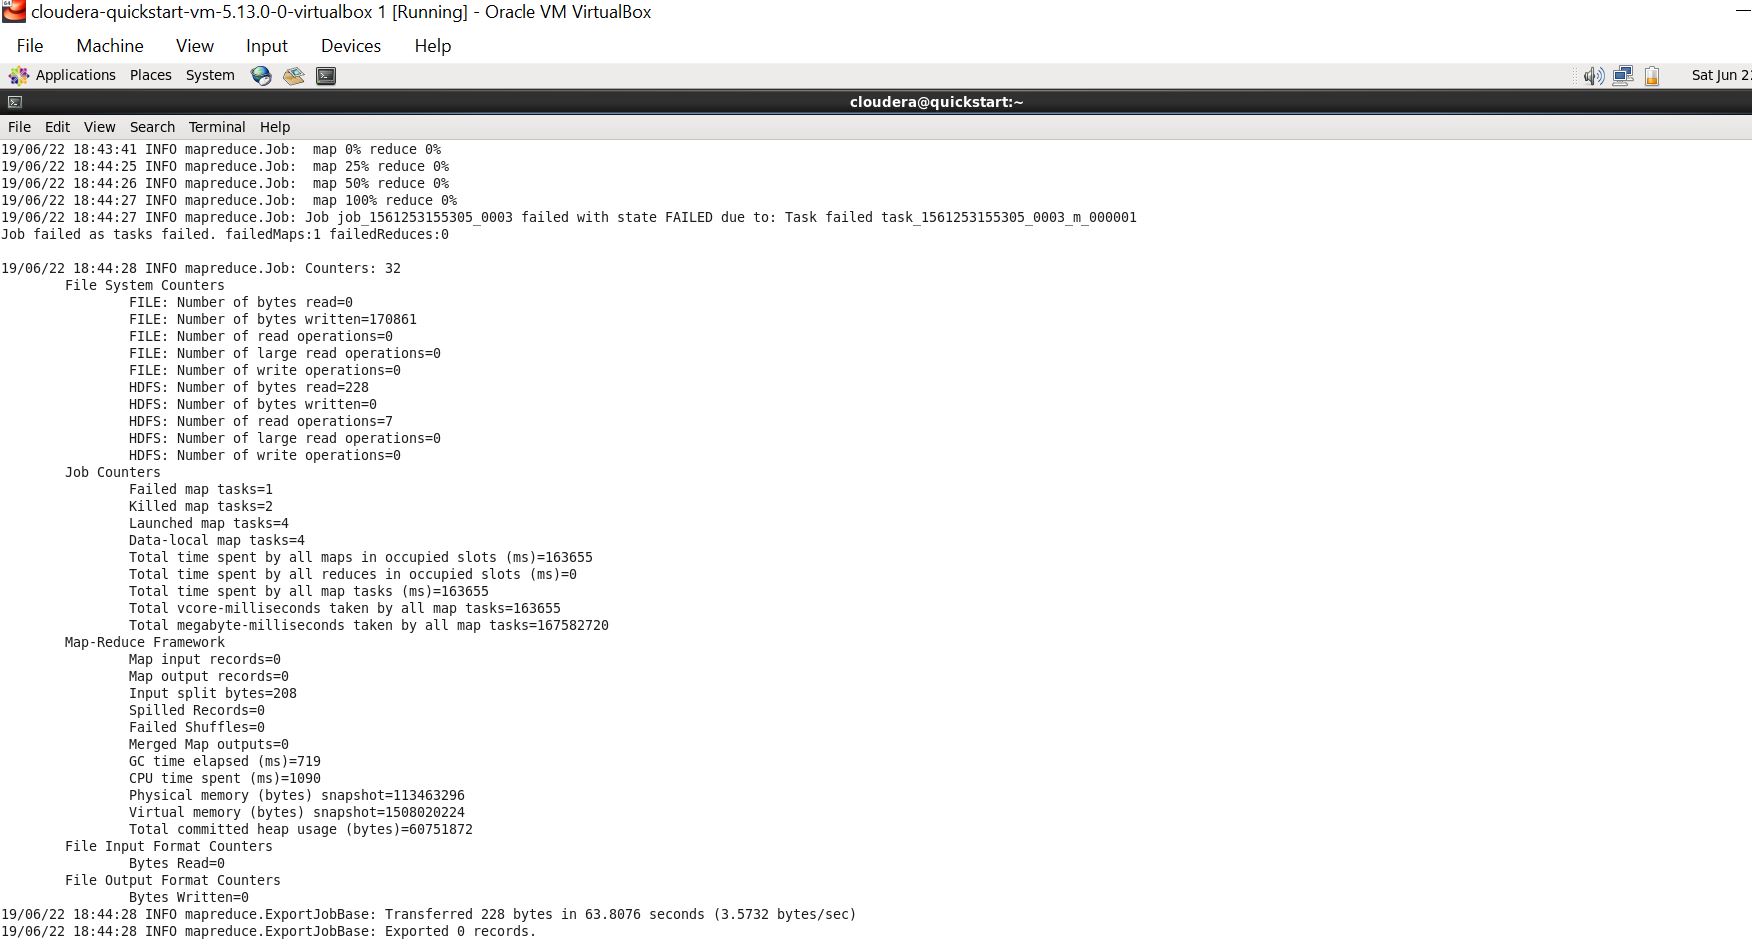 cloudera-quickstart-vm-5.13.0-0-virtualbox 1 [Running] - Oracle VM VirtualBox
File Machine View Input Devices Help
Applications Places System Sat Jun 2
cloudera@quickstart:~
File Edit View Search Terminal Help
19/06/22 18:43:41 INFO mapreduce.Job:  map 0% reduce 0%
19/06/22 18:44:25 INFO mapreduce.Job:  map 25% reduce 0%
19/06/22 18:44:26 INFO mapreduce.Job:  map 50% reduce 0%
19/06/22 18:44:27 INFO mapreduce.Job:  map 100% reduce 0%
19/06/22 18:44:27 INFO mapreduce.Job: Job job_1561253155305_0003 failed with state FAILED due to: Task failed task_1561253155305_0003_m_000001
Job failed as tasks failed. failedMaps:1 failedReduces:0
19/06/22 18:44:28 INFO mapreduce.Job: Counters: 32
File System Counters
FILE: Number of bytes read=0
FILE: Number of bytes written=170861
FILE: Number of read operations=0
FILE: Number of large read operations=0
FILE: Number of write operations=0
HDFS: Number of bytes read=228
HDFS: Number of bytes written=0
HDFS: Number of read operations=7
HDFS: Number of large read operations=0
HDFS: Number of write operations=0
Job Counters
Failed map tasks=1
Killed map tasks=2
Launched map tasks=4
Data-local map tasks=4
Total time spent by all maps in occupied slots (ms)=163655
Total time spent by all reduces in occupied slots (ms)=0
Total time spent by all map tasks (ms)=163655
Total vcore-milliseconds taken by all map tasks=163655
Total megabyte-milliseconds taken by all map tasks=167582720
Map-Reduce Framework
Map input records=0
Map output records=0
Input split bytes=208
Spilled Records=0
Failed Shuffles=0
Merged Map outputs=0
GC time elapsed (ms)=719
CPU time spent (ms)=1090
Physical memory (bytes) snapshot=113463296
Virtual memory (bytes) snapshot=1508020224
Total committed heap usage (bytes)=60751872
File Input Format Counters
Bytes Read=0
File Output Format Counters
Bytes Written=0
19/06/22 18:44:28 INFO mapreduce.ExportJobBase: Transferred 228 bytes in 63.8076 seconds (3.5732 bytes/sec)
19/06/22 18:44:28 INFO mapreduce.ExportJobBase: Exported 0 records.